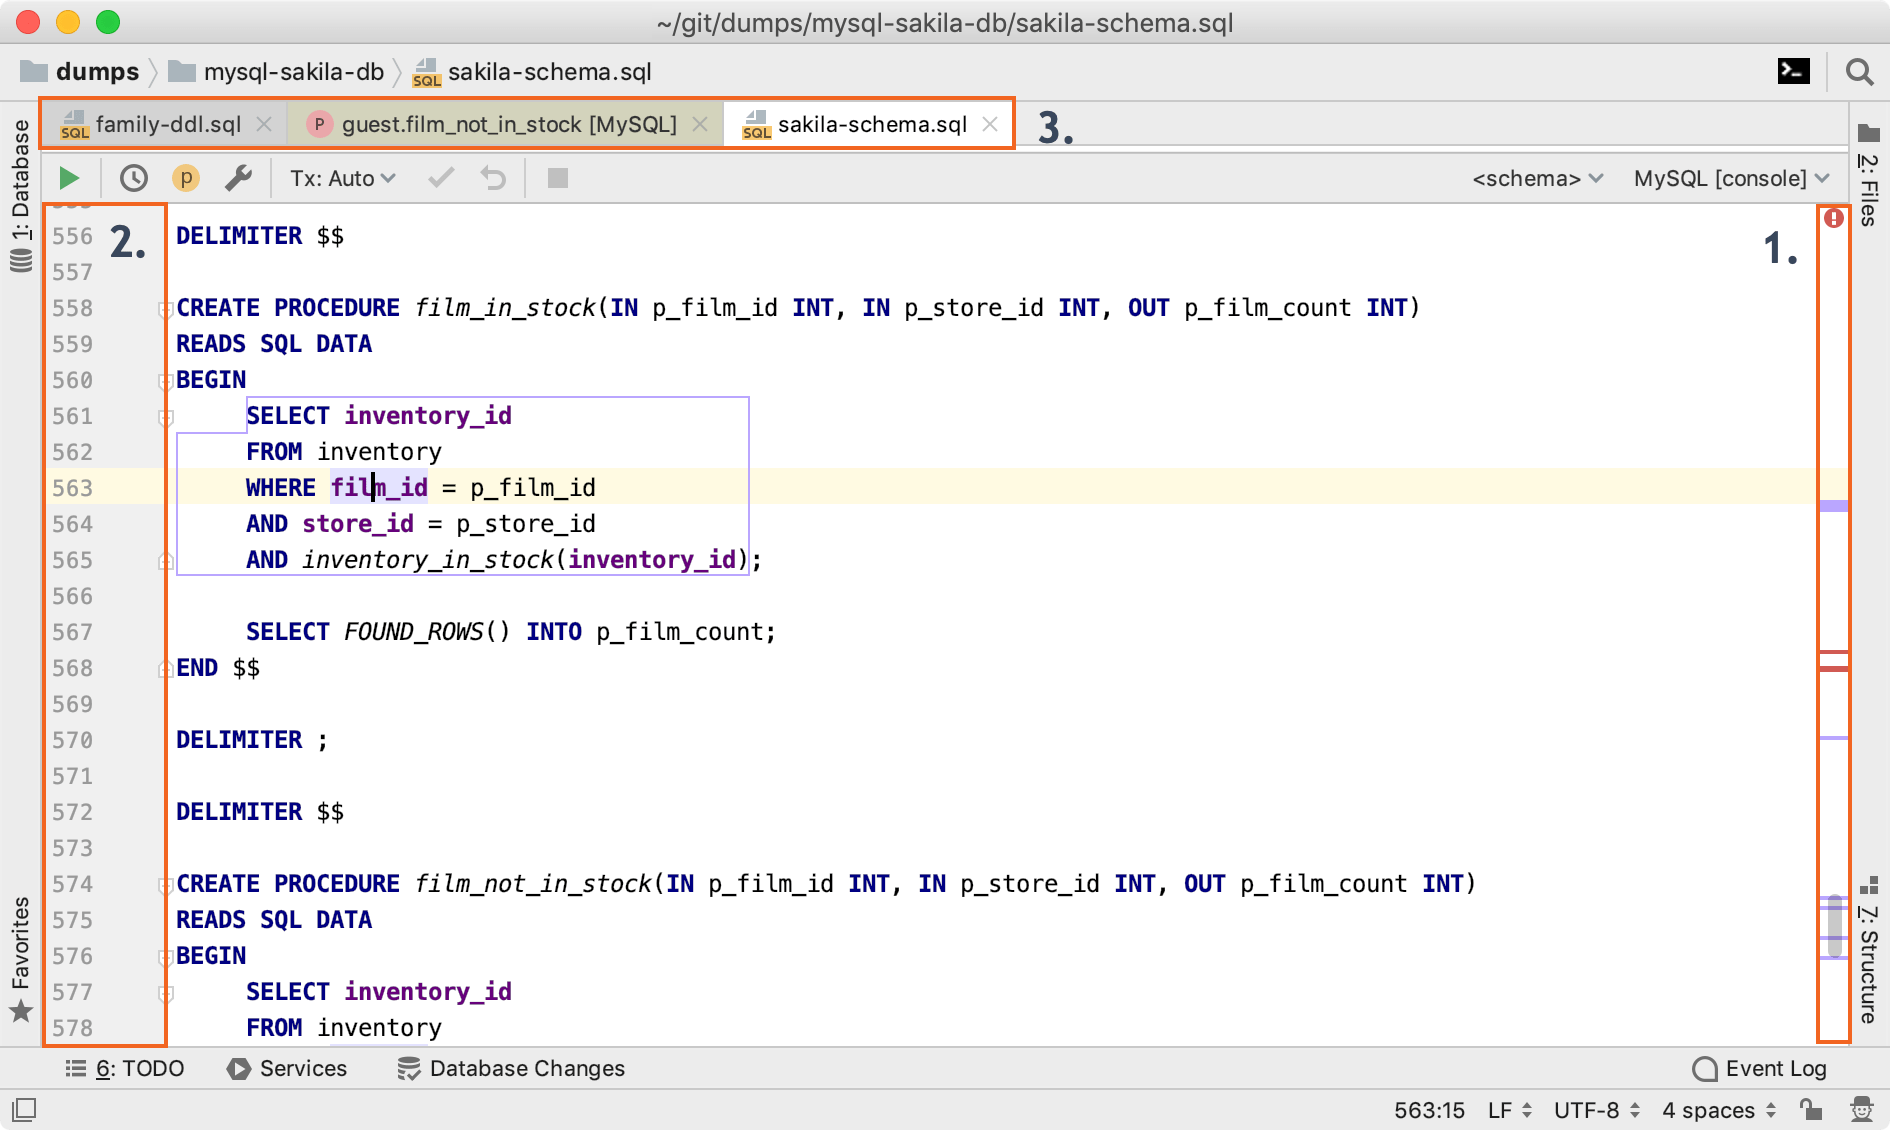 ~/git/dumps/mysql-sakila-db/sakila-schema.sql
dumps mysql-sakila-db SQL sakila-schema.sql
SQL family-ddl.sql P guest.film_not_in_stock [MySQL] SQL sakila-schema.sql 3.
p Tx: Auto <schema> MySQL [console]
1: Database
Favorites
2: Files
7: Structure
2.
1.
556 DELIMITER $$
557
558 CREATE PROCEDURE film_in_stock(IN p_film_id INT, IN p_store_id INT, OUT p_film_count INT)
559 READS SQL DATA
560 BEGIN
561 SELECT inventory_id
562 FROM inventory
563 WHERE film_id = p_film_id
564 AND store_id = p_store_id
565 AND inventory_in_stock(inventory_id);
566
567 SELECT FOUND_ROWS() INTO p_film_count;
568 END $$
569
570 DELIMITER ;
571
572 DELIMITER $$
573
574 CREATE PROCEDURE film_not_in_stock(IN p_film_id INT, IN p_store_id INT, OUT p_film_count INT)
575 READS SQL DATA
576 BEGIN
577 SELECT inventory_id
578 FROM inventory
6: TODO Services Database Changes Event Log
563:15 LF UTF-8 4 spaces